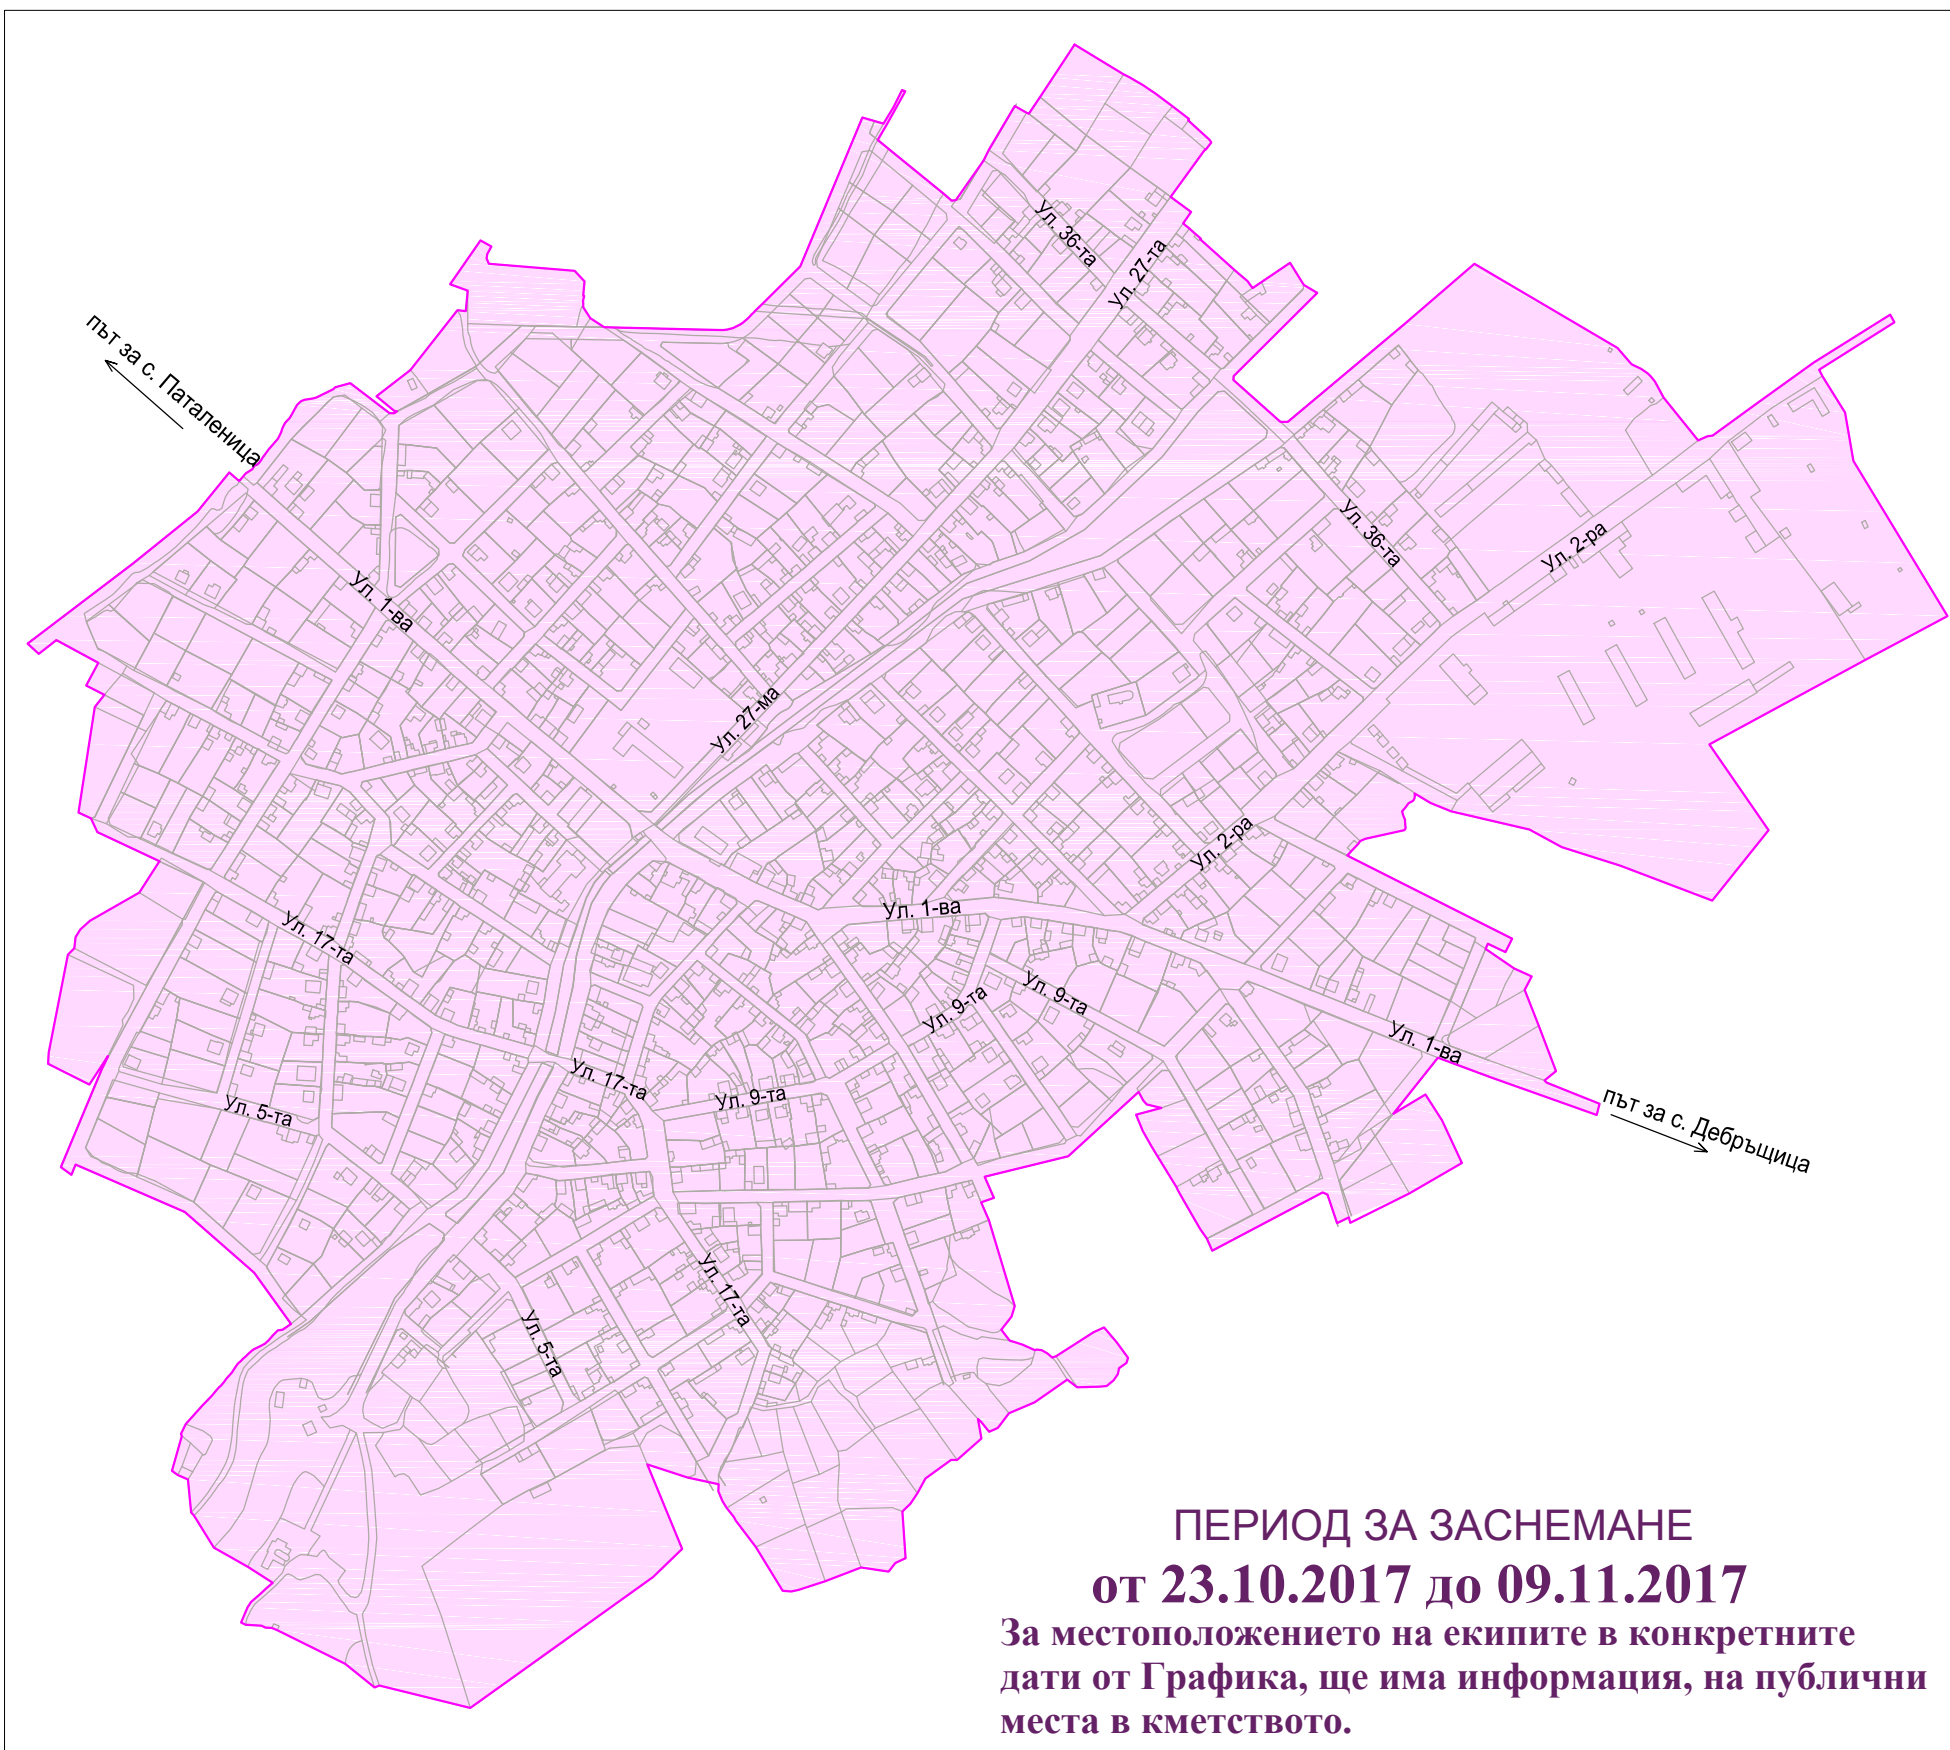 Ул. 36-та
Ул. 27-та
път за с. Паталеница
Ул. 36-та
Ул. 2-ра
Ул. 1-ва
Ул. 27-ма
Ул. 2-ра
Ул. 1-ва
Ул. 17-та
Ул. 9-та
Ул. 9-та
Ул. 1-ва
Ул. 17-та
Ул. 9-та
Ул. 5-та
път за с. Дебръщица
Ул. 17-та
Ул. 5-та
ПЕРИОД ЗА ЗАСНЕМАНЕ
от 23.10.2017 до 09.11.2017
За местоположението на екипите в конкретните
дати от Графика, ще има информация, на публични
места в кметството.